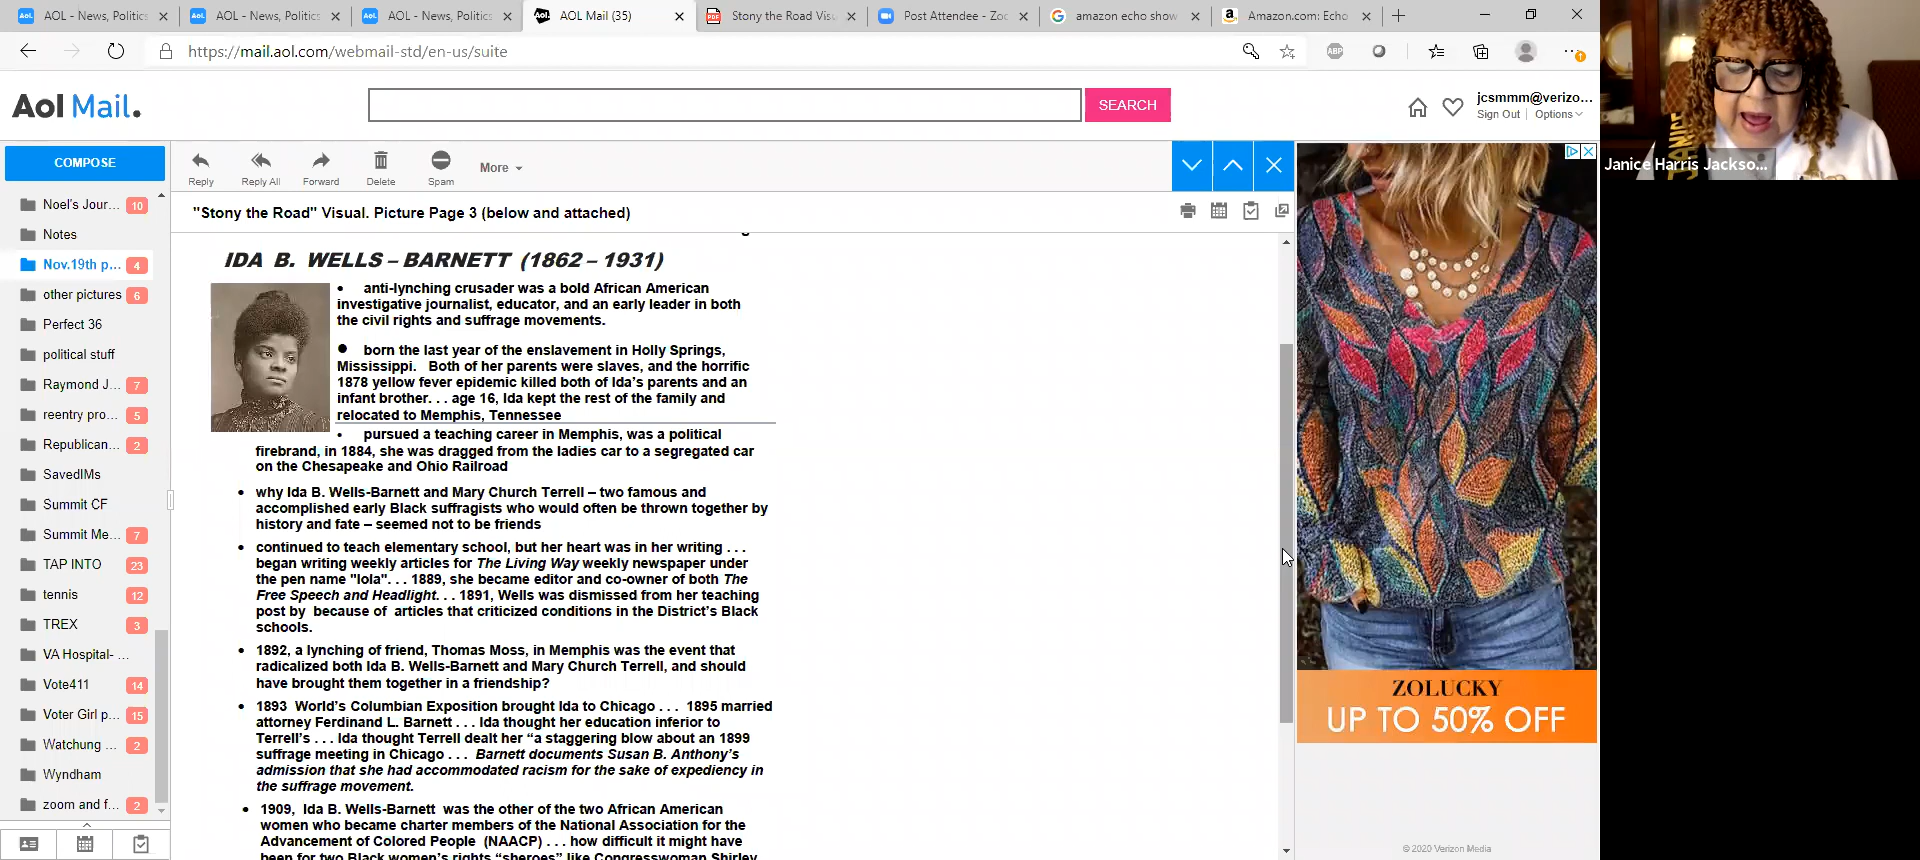 AOL - News, Politics
AOL - News, Politics
AOL - News, Politics
AOL Mail (35)
Stony the Road Visu
Post Attendee - Zoo
amazon echo show
Amazon.com: Echo
https://mail.aol.com/webmail-std/en-us/suite
ABP
Aol Mail.
SEARCH
jcsmmm@verizo...
Sign Out | Options
COMPOSE
Reply
Reply All
Forward
Delete
Spam
More
Noel's Jour... 10
Notes
Nov.19th p... 4
other pictures 6
Perfect 36
political stuff
Raymond J... 7
reentry pro... 5
Republican... 2
SavedIMs
Summit CF
Summit Me... 7
TAP INTO 23
tennis 12
TREX 3
VA Hospital- ...
Vote411 14
Voter Girl p... 15
Watchung ... 2
Wyndham
zoom and f... 2
"Stony the Road" Visual. Picture Page 3 (below and attached)
IDA B. WELLS – BARNETT (1862 – 1931)
• anti-lynching crusader was a bold African American
investigative journalist, educator, and an early leader in both
the civil rights and suffrage movements.
• born the last year of the enslavement in Holly Springs,
Mississippi. Both of her parents were slaves, and the horrific
1878 yellow fever epidemic killed both of Ida's parents and an
infant brother. . . age 16, Ida kept the rest of the family and
relocated to Memphis, Tennessee
• pursued a teaching career in Memphis, was a political
firebrand, in 1884, she was dragged from the ladies car to a segregated car
on the Chesapeake and Ohio Railroad
• why Ida B. Wells-Barnett and Mary Church Terrell – two famous and
accomplished early Black suffragists who would often be thrown together by
history and fate – seemed not to be friends
• continued to teach elementary school, but her heart was in her writing . . .
began writing weekly articles for The Living Way weekly newspaper under
the pen name "Iola". . . 1889, she became editor and co-owner of both The
Free Speech and Headlight. . . 1891, Wells was dismissed from her teaching
post by because of articles that criticized conditions in the District's Black
schools.
• 1892, a lynching of friend, Thomas Moss, in Memphis was the event that
radicalized both Ida B. Wells-Barnett and Mary Church Terrell, and should
have brought them together in a friendship?
• 1893 World's Columbian Exposition brought Ida to Chicago . . . 1895 married
attorney Ferdinand L. Barnett . . . Ida thought her education inferior to
Terrell's . . . Ida thought Terrell dealt her "a staggering blow about an 1899
suffrage meeting in Chicago . . . Barnett documents Susan B. Anthony's
admission that she had accommodated racism for the sake of expediency in
the suffrage movement.
• 1909, Ida B. Wells-Barnett was the other of the two African American
women who became charter members of the National Association for the
Advancement of Colored People (NAACP) . . . how difficult it might have
been for two Black women's rights "sheroes" like Congresswoman Shirley
ZOLUCKY
UP TO 50% OFF
© 2020 Verizon Media
JANICE
Janice Harris Jackso...